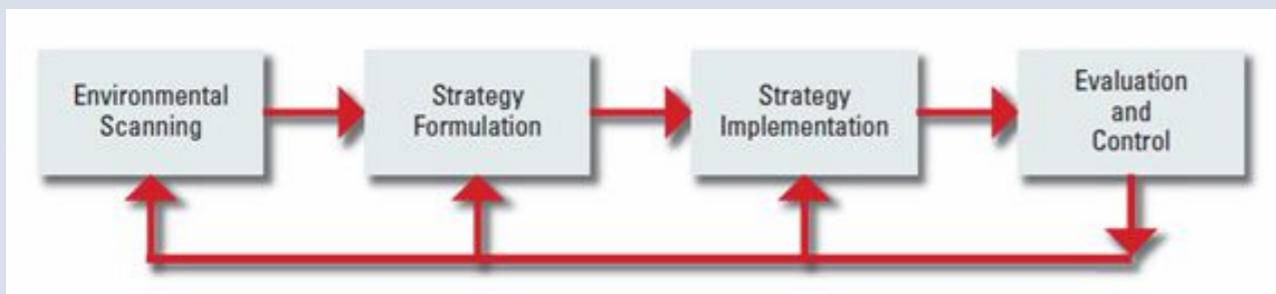 Environmental
Scanning
Strategy
Formulation
Strategy
Implementation
Evaluation
and
Control